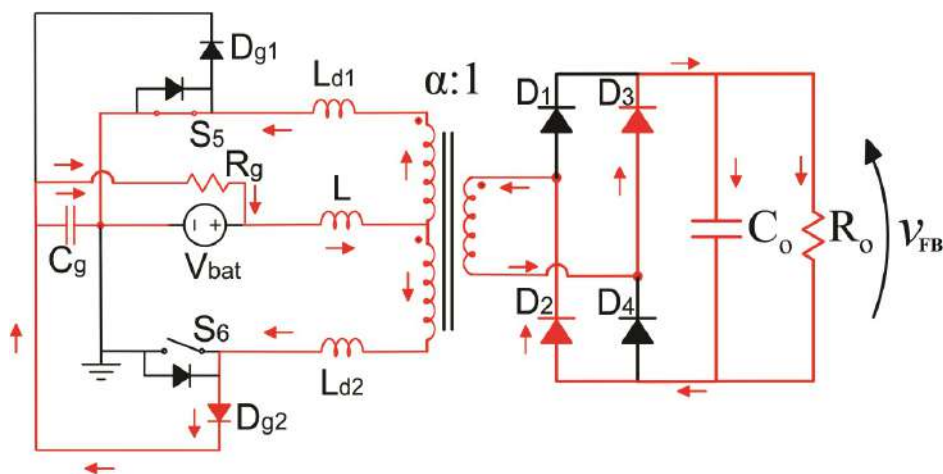 Dg1
Ld1
α:1
D1
D3
S5
Rg
L
Cg
- +
Vbat
Co
Ro
vFB
S6
D2
D4
Ld2
Dg2